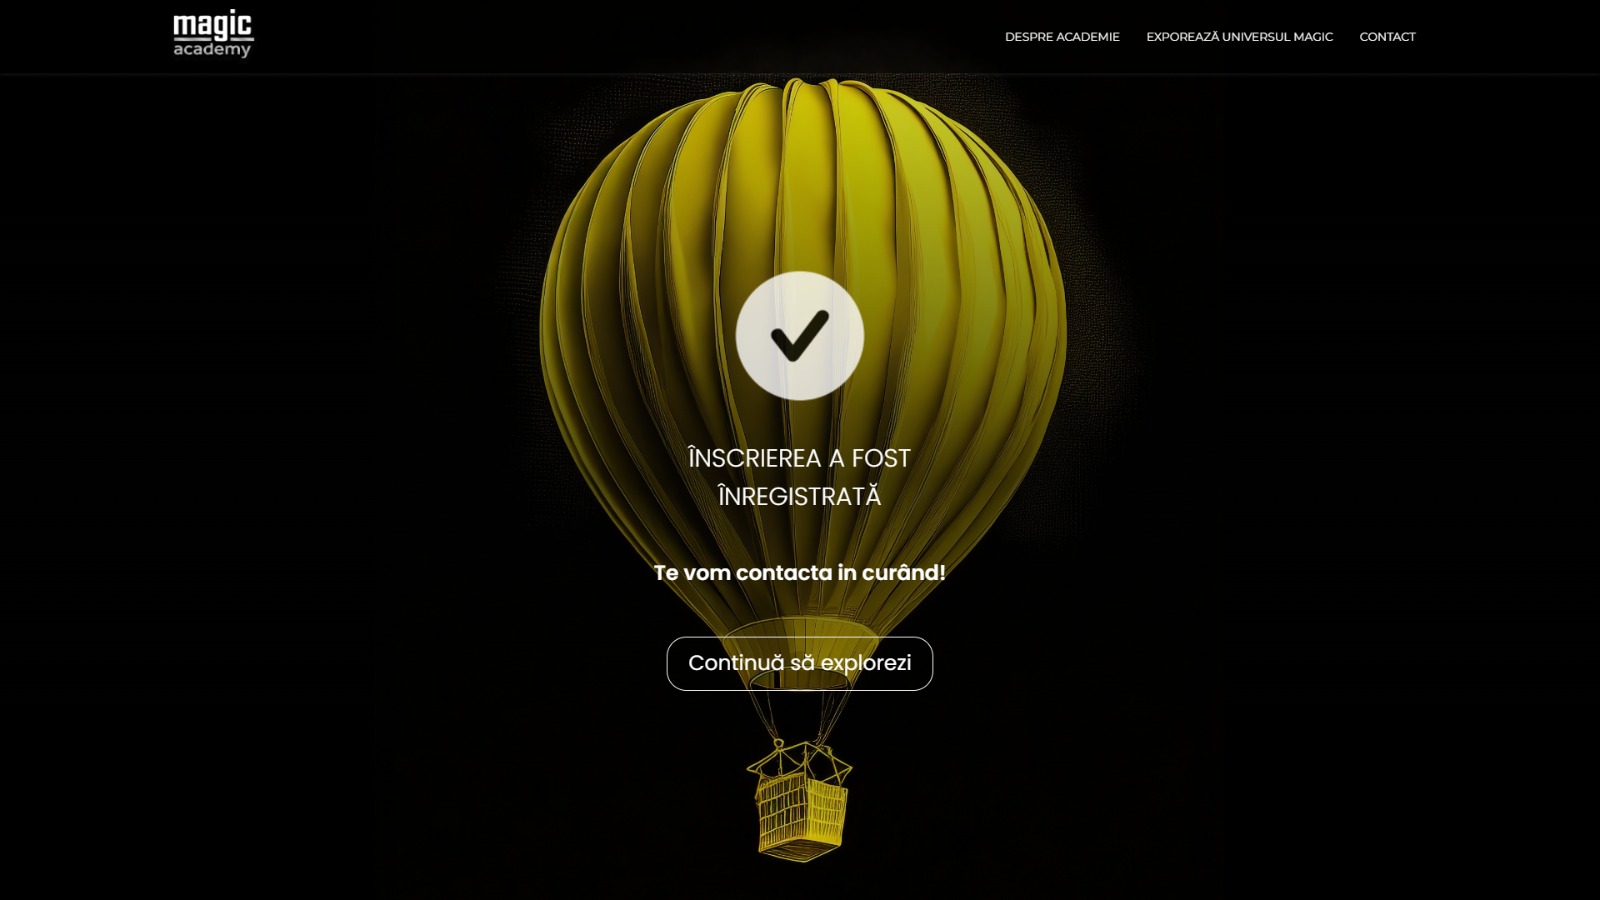 magic
academy
DESPRE ACADEMIE
EXPOREAZĂ UNIVERSUL MAGIC
CONTACT
ÎNSCRIEREA A FOST
ÎNREGISTRATĂ
Te vom contacta in curând!
Continuă să explorezi